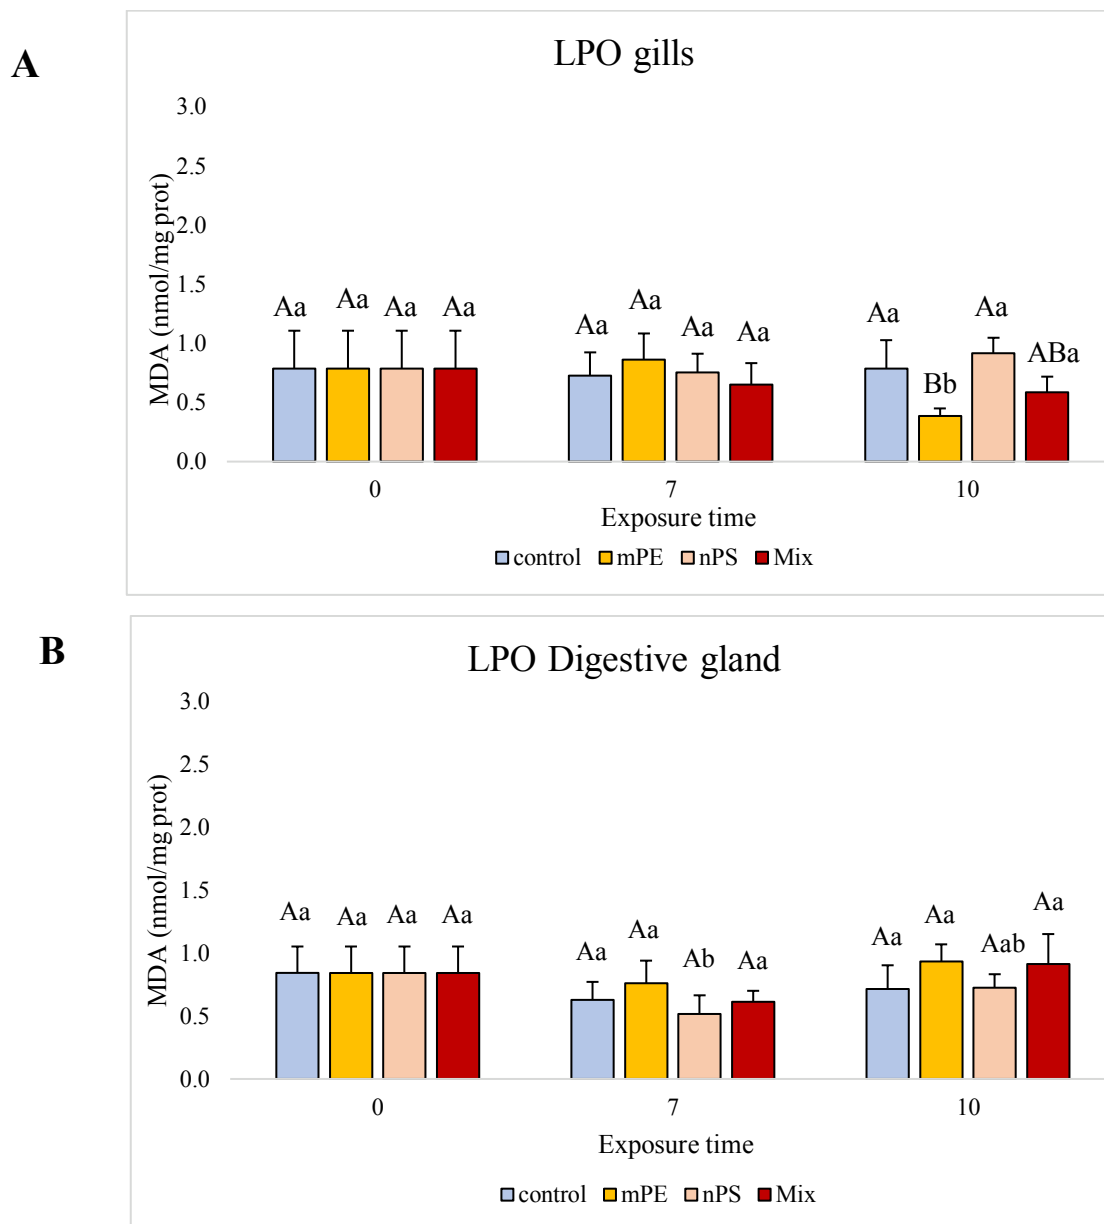 A
LPO gills
3.0
2.5
2.0
1.5
1.0
0.5
0.0
MDA (nmol/mg prot)
Aa Aa Aa Aa
Aa Aa Aa Aa
Aa Bb Aa ABa
0 7 10
Exposure time
control mPE nPS Mix
B
LPO Digestive gland
3.0
2.5
2.0
1.5
1.0
0.5
0.0
MDA (nmol/mg prot)
Aa Aa Aa Aa
Aa Aa Ab Aa
Aa Aa Aab Aa
0 7 10
Exposure time
control mPE nPS Mix